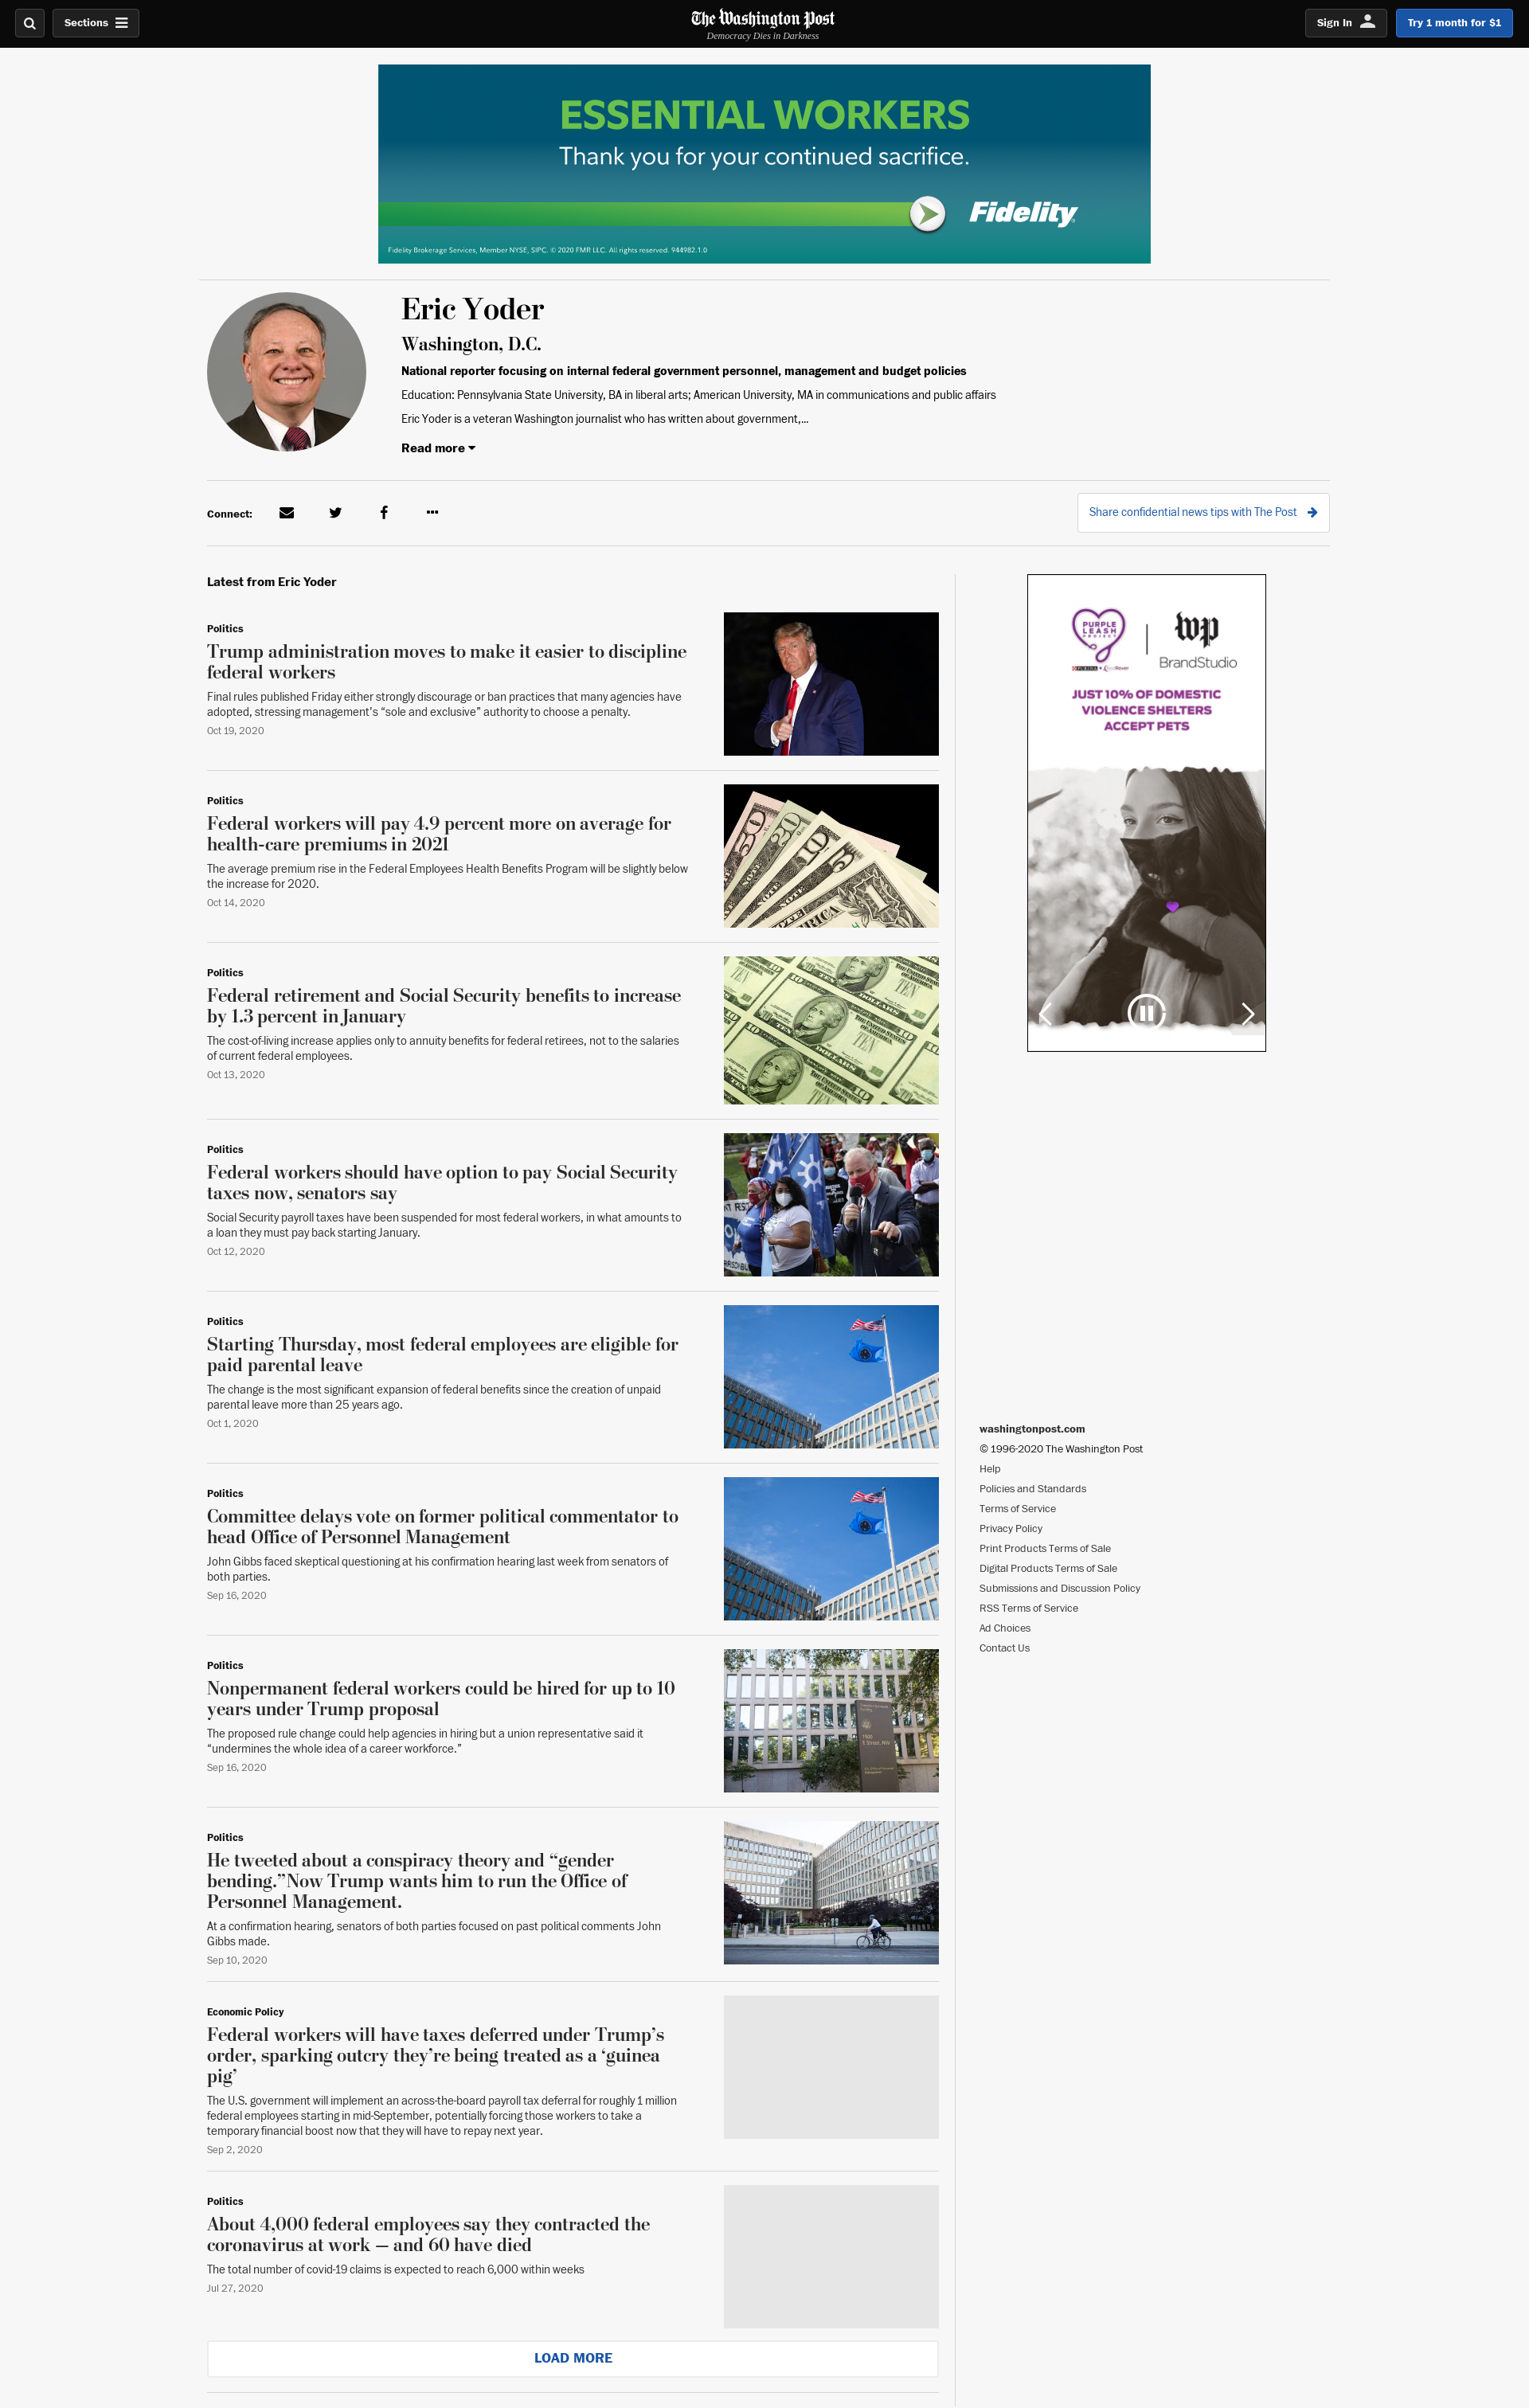 Sections
The Washington Post
Democracy Dies in Darkness
Sign In
Try 1 month for $1
ESSENTIAL WORKERS
Thank you for your continued sacrifice.
Fidelity
Fidelity Brokerage Services, Member NYSE, SIPC. © 2020 FMR LLC. All rights reserved. 944982.1.0
Eric Yoder
Washington, D.C.
National reporter focusing on internal federal government personnel, management and budget policies
Education: Pennsylvania State University, BA in liberal arts; American University, MA in communications and public affairs
Eric Yoder is a veteran Washington journalist who has written about government,...
Read more
Connect:
Share confidential news tips with The Post
Latest from Eric Yoder
Politics
Trump administration moves to make it easier to discipline
federal workers
Final rules published Friday either strongly discourage or ban practices that many agencies have
adopted, stressing management's “sole and exclusive” authority to choose a penalty.
Oct 19, 2020
Politics
Federal workers will pay 4.9 percent more on average for
health-care premiums in 2021
The average premium rise in the Federal Employees Health Benefits Program will be slightly below
the increase for 2020.
Oct 14, 2020
Politics
Federal retirement and Social Security benefits to increase
by 1.3 percent in January
The cost-of-living increase applies only to annuity benefits for federal retirees, not to the salaries
of current federal employees.
Oct 13, 2020
Politics
Federal workers should have option to pay Social Security
taxes now, senators say
Social Security payroll taxes have been suspended for most federal workers, in what amounts to
a loan they must pay back starting January.
Oct 12, 2020
Politics
Starting Thursday, most federal employees are eligible for
paid parental leave
The change is the most significant expansion of federal benefits since the creation of unpaid
parental leave more than 25 years ago.
Oct 1, 2020
Politics
Committee delays vote on former political commentator to
head Office of Personnel Management
John Gibbs faced skeptical questioning at his confirmation hearing last week from senators of
both parties.
Sep 16, 2020
Politics
Nonpermanent federal workers could be hired for up to 10
years under Trump proposal
The proposed rule change could help agencies in hiring but a union representative said it
“undermines the whole idea of a career workforce.”
Sep 16, 2020
Politics
He tweeted about a conspiracy theory and “gender
bending.”Now Trump wants him to run the Office of
Personnel Management.
At a confirmation hearing, senators of both parties focused on past political comments John
Gibbs made.
Sep 10, 2020
Economic Policy
Federal workers will have taxes deferred under Trump’s
order, sparking outcry they’re being treated as a ‘guinea
pig’
The U.S. government will implement an across-the-board payroll tax deferral for roughly 1 million
federal employees starting in mid-September, potentially forcing those workers to take a
temporary financial boost now that they will have to repay next year.
Sep 2, 2020
Politics
About 4,000 federal employees say they contracted the
coronavirus at work — and 60 have died
The total number of covid-19 claims is expected to reach 6,000 within weeks
Jul 27, 2020
LOAD MORE
PURPLE
LEASH
PROJECT
wp
BrandStudio
JUST 10% OF DOMESTIC
VIOLENCE SHELTERS
ACCEPT PETS
washingtonpost.com
© 1996-2020 The Washington Post
Help
Policies and Standards
Terms of Service
Privacy Policy
Print Products Terms of Sale
Digital Products Terms of Sale
Submissions and Discussion Policy
RSS Terms of Service
Ad Choices
Contact Us